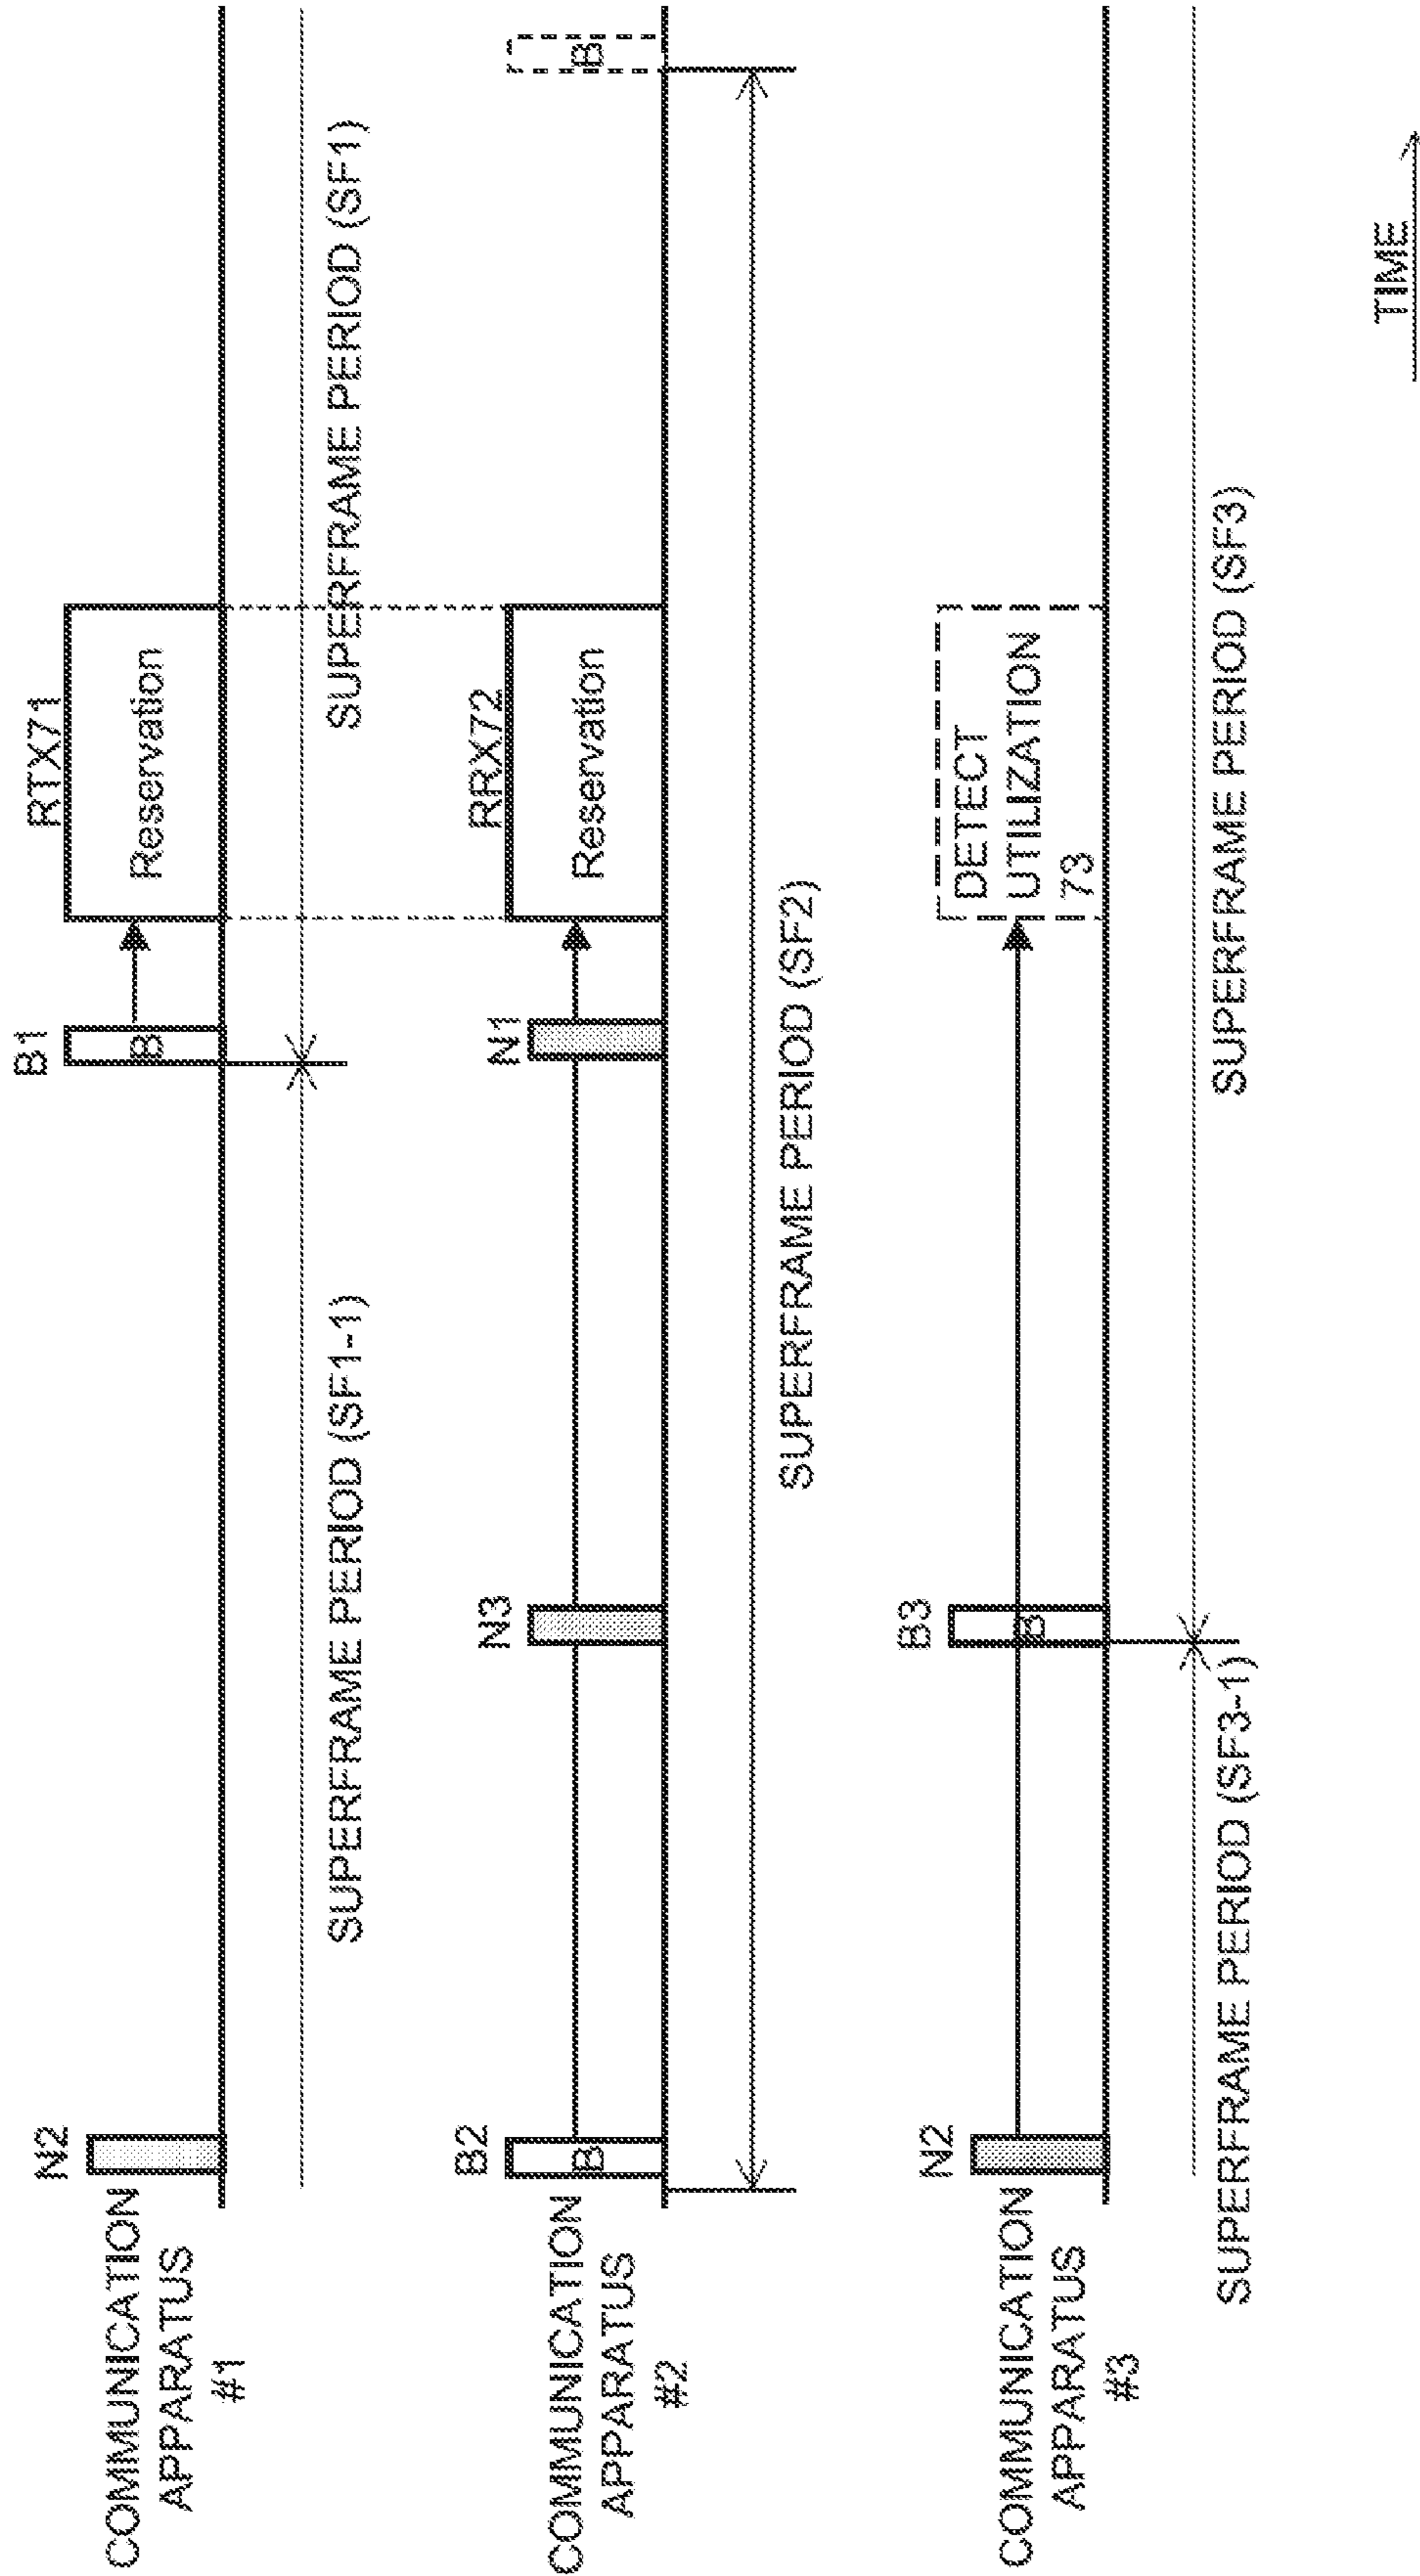 N2
B1
RTX71
B
Reservation
COMMUNICATION
APPARATUS
#1
SUPERFRAME PERIOD (SF1-1)
SUPERFRAME PERIOD (SF1)
B2
N3
N1
RRX72
B
Reservation
B
COMMUNICATION
APPARATUS
#2
SUPERFRAME PERIOD (SF2)
N2
B3
B
DETECT
UTILIZATION
73
COMMUNICATION
APPARATUS
#3
SUPERFRAME PERIOD (SF3-1)
SUPERFRAME PERIOD (SF3)
TIME